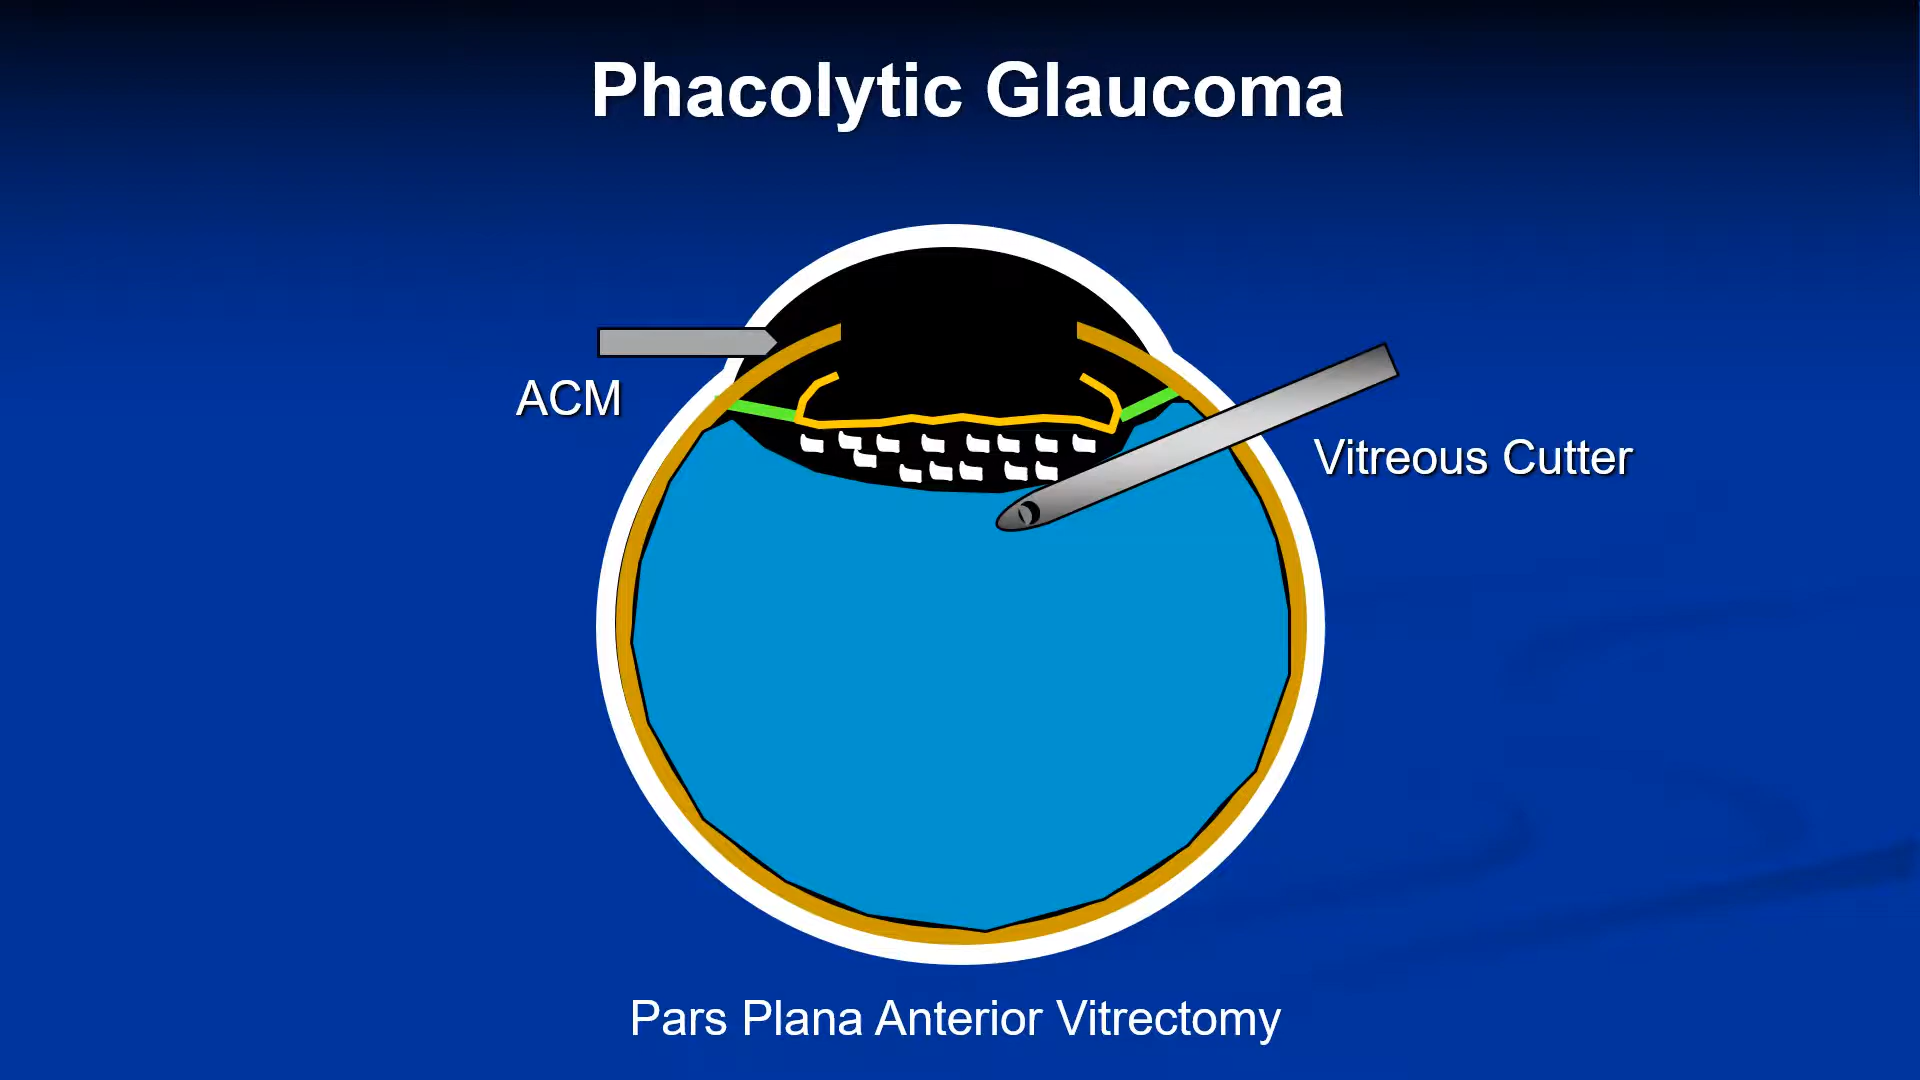 Phacolytic Glaucoma
ACM
Vitreous Cutter
Pars Plana Anterior Vitrectomy